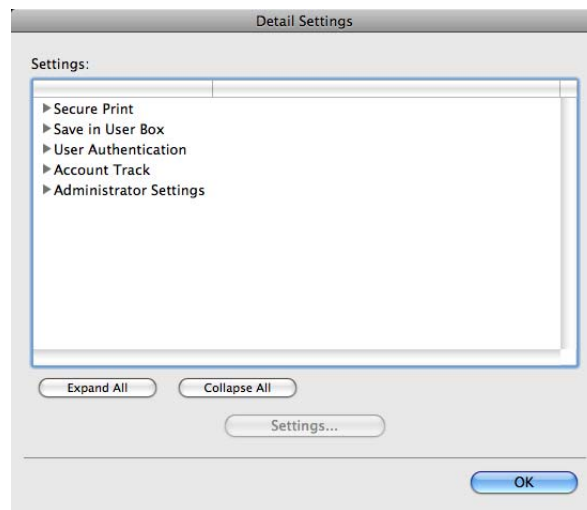 Detail Settings
Settings:
Secure Print
Save in User Box
User Authentication
Account Track
Administrator Settings
Expand All
Collapse All
Settings...
OK